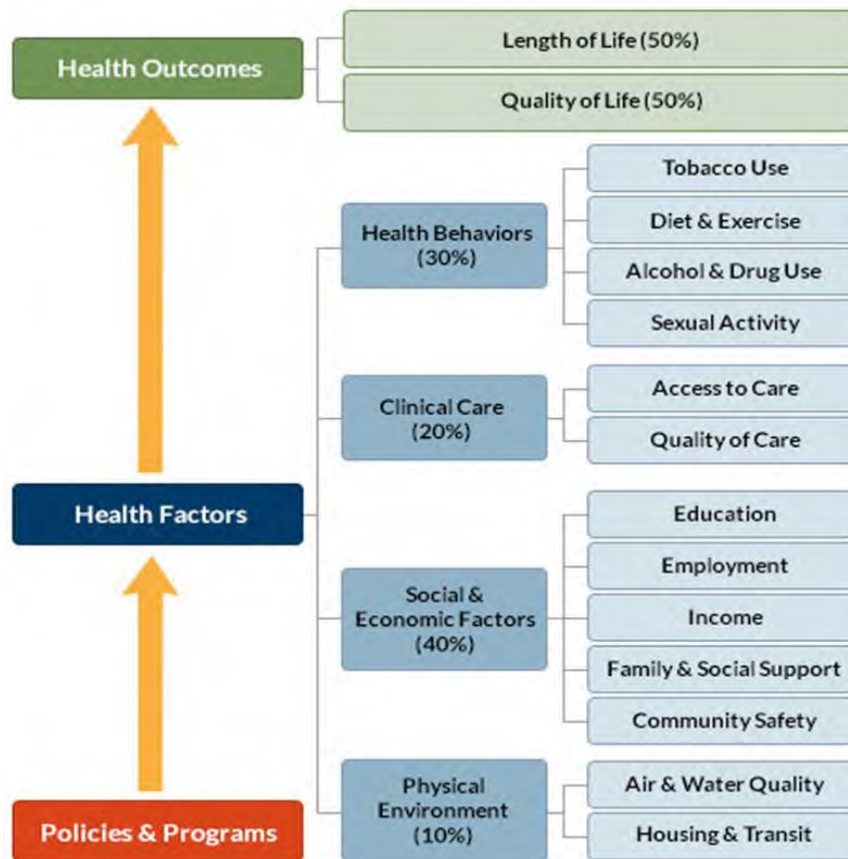 Health Outcomes
Length of Life (50%)
Quality of Life (50%)
Health Factors
Health Behaviors
(30%)
Tobacco Use
Diet & Exercise
Alcohol & Drug Use
Sexual Activity
Clinical Care
(20%)
Access to Care
Quality of Care
Social &
Economic Factors
(40%)
Education
Employment
Income
Family & Social Support
Community Safety
Physical
Environment
(10%)
Air & Water Quality
Housing & Transit
Policies & Programs